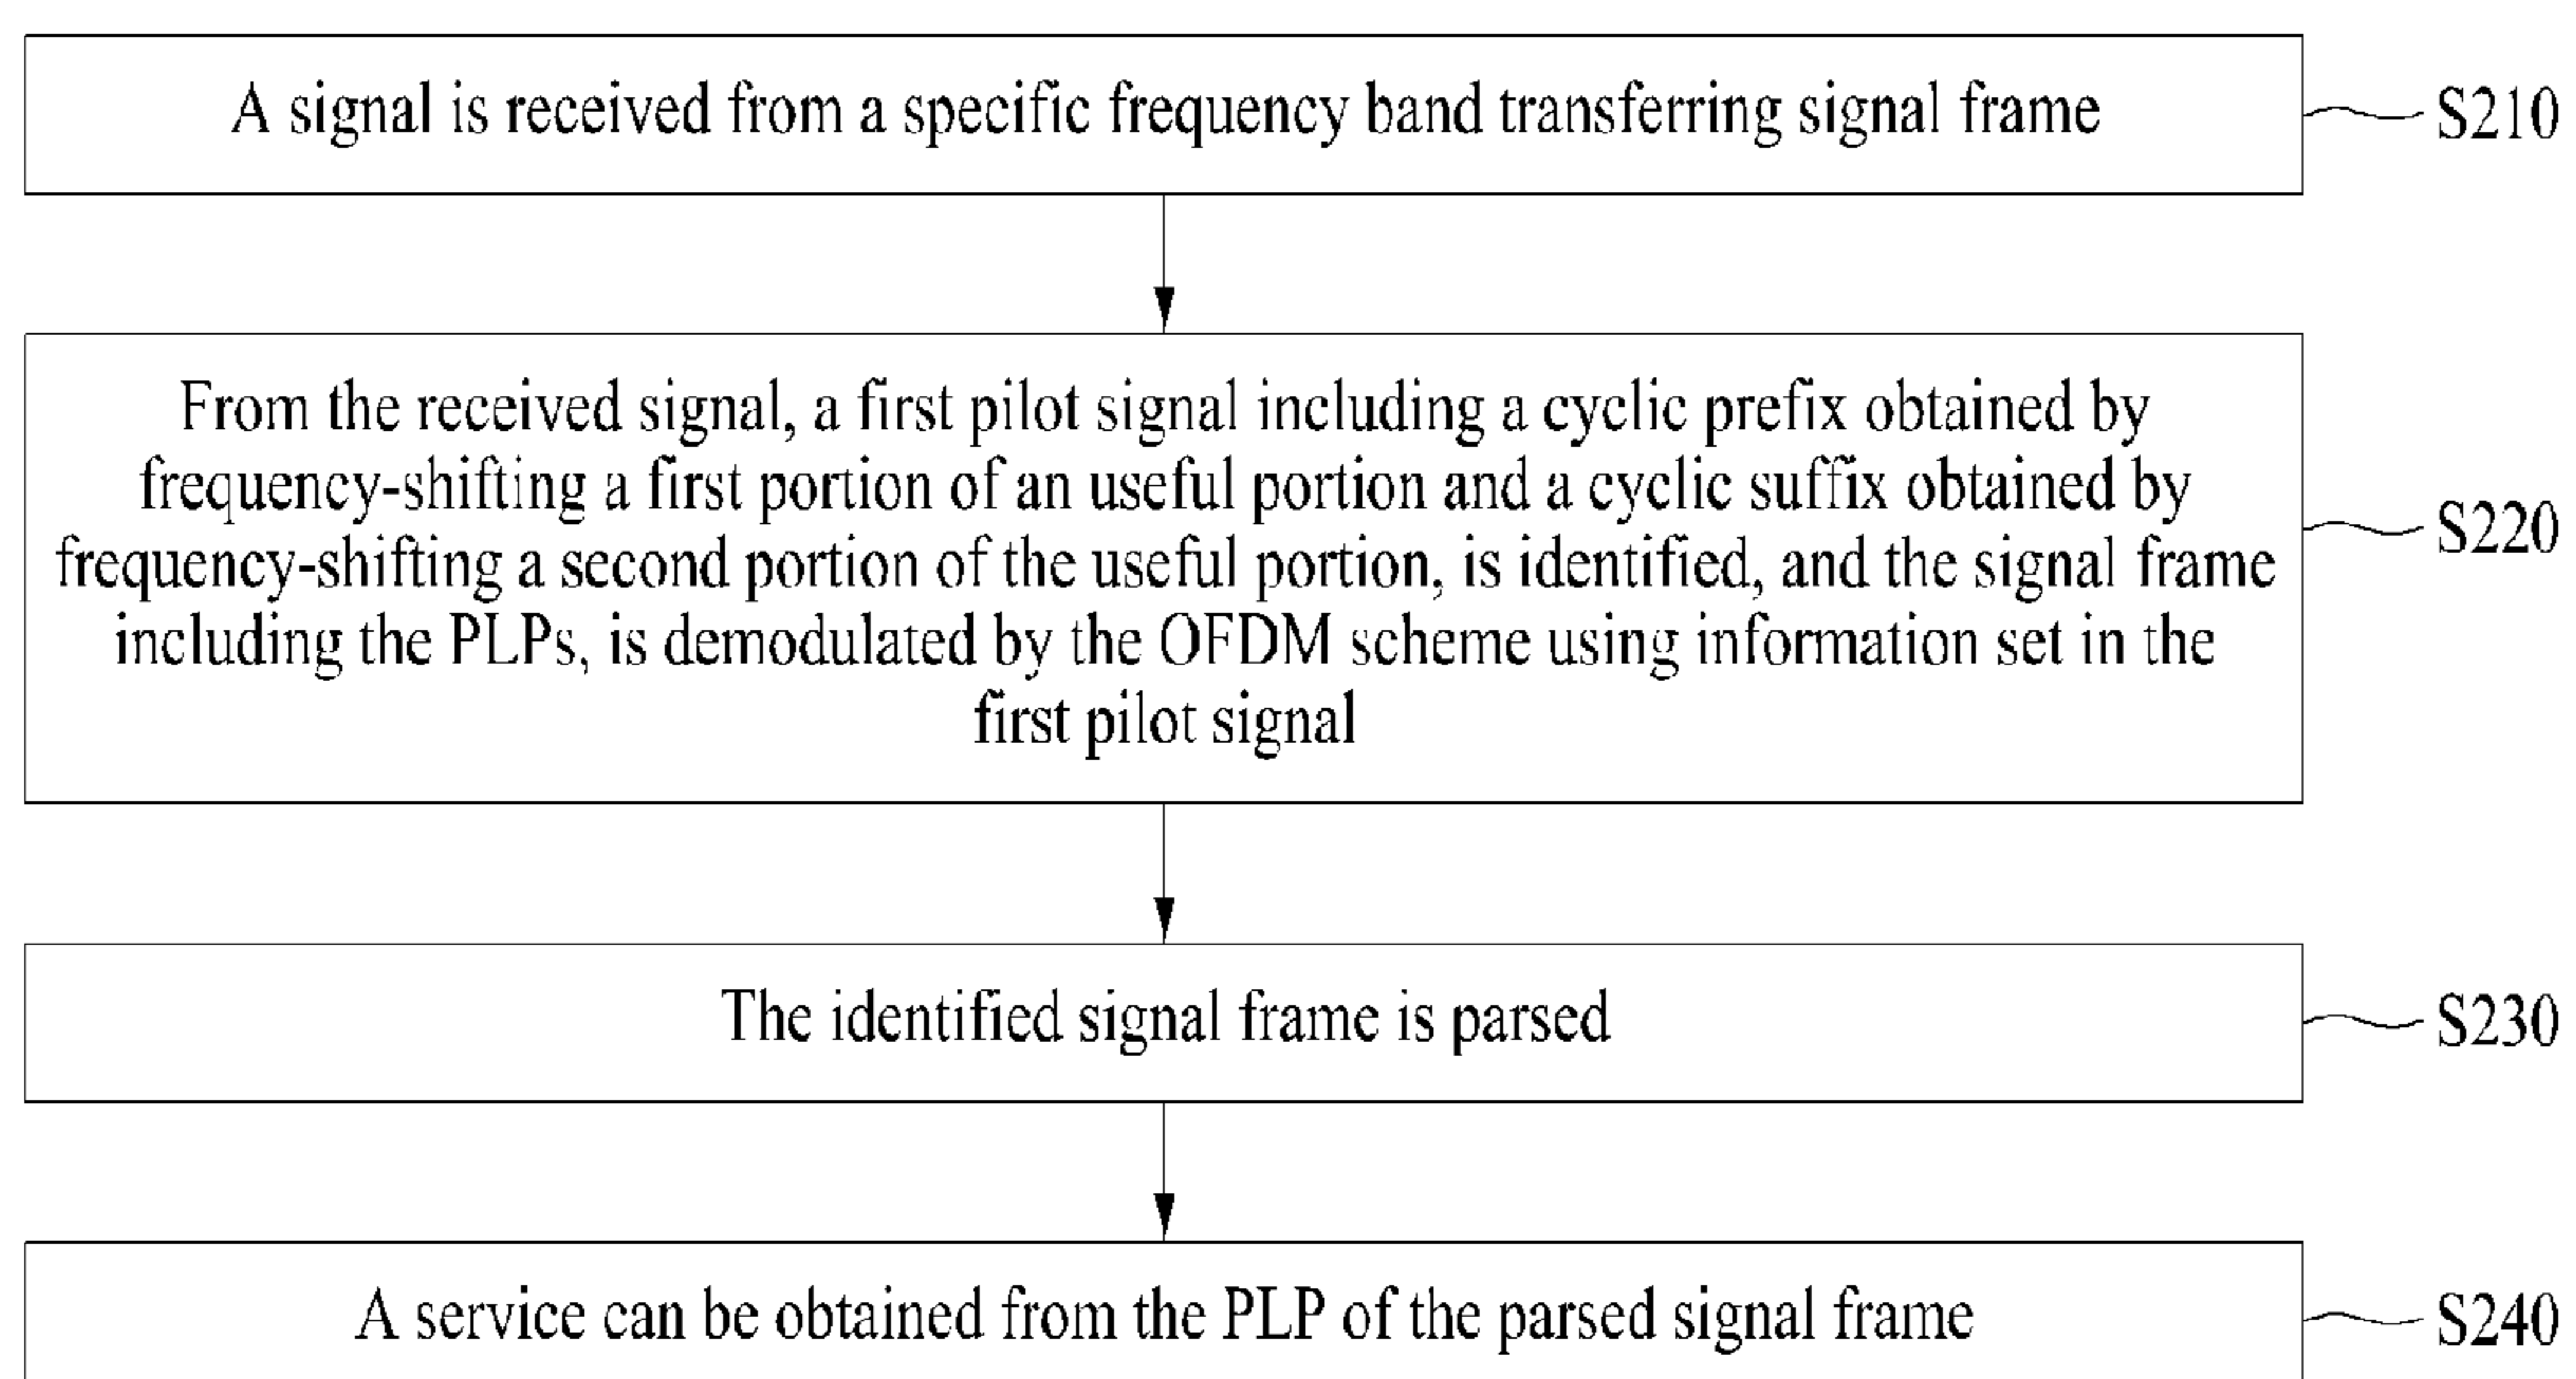 A signal is received from a specific frequency band transferring signal frame
S210
From the received signal, a first pilot signal including a cyclic prefix obtained by
frequency-shifting a first portion of an useful portion and a cyclic suffix obtained by
frequency-shifting a second portion of the useful portion, is identified, and the signal frame
including the PLPs, is demodulated by the OFDM scheme using information set in the
first pilot signal
S220
The identified signal frame is parsed
S230
A service can be obtained from the PLP of the parsed signal frame
S240